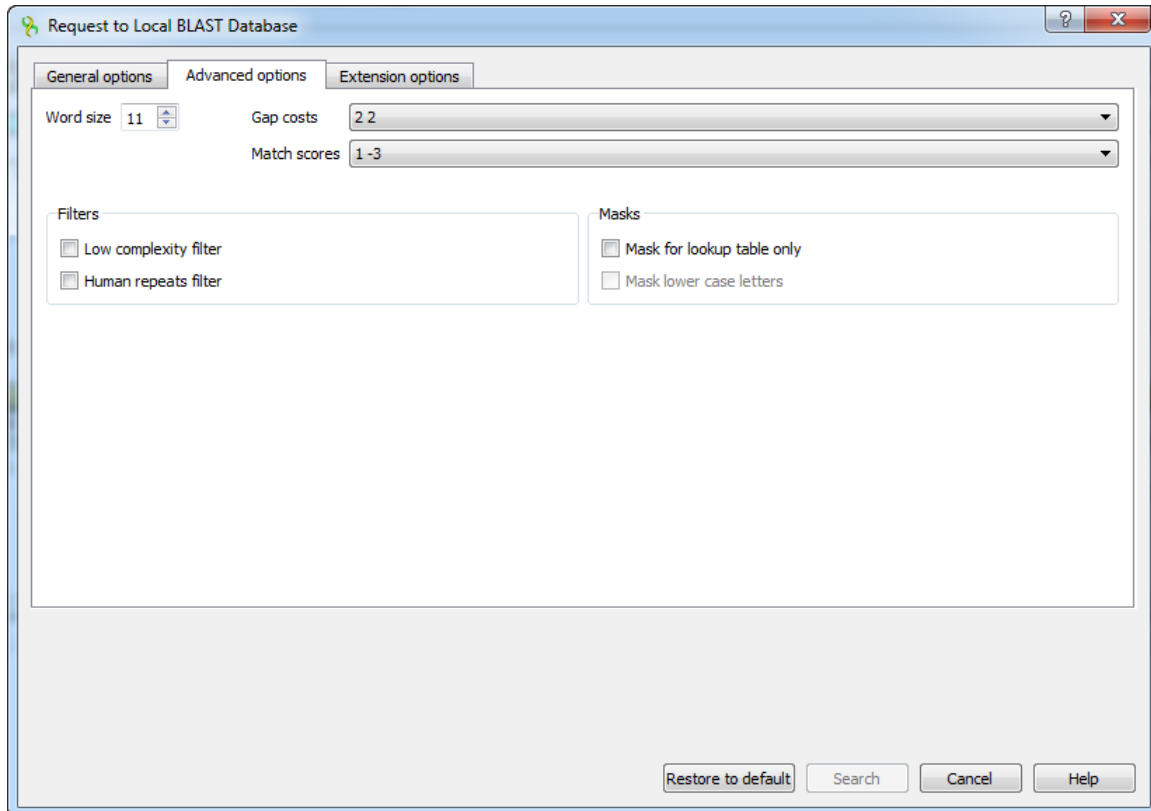 Request to Local BLAST Database
General options Advanced options Extension options
Word size 11 Gap costs 2 2
Match scores 1 -3
Filters Masks
Low complexity filter Mask for lookup table only
Human repeats filter Mask lower case letters
Restore to default Search Cancel Help